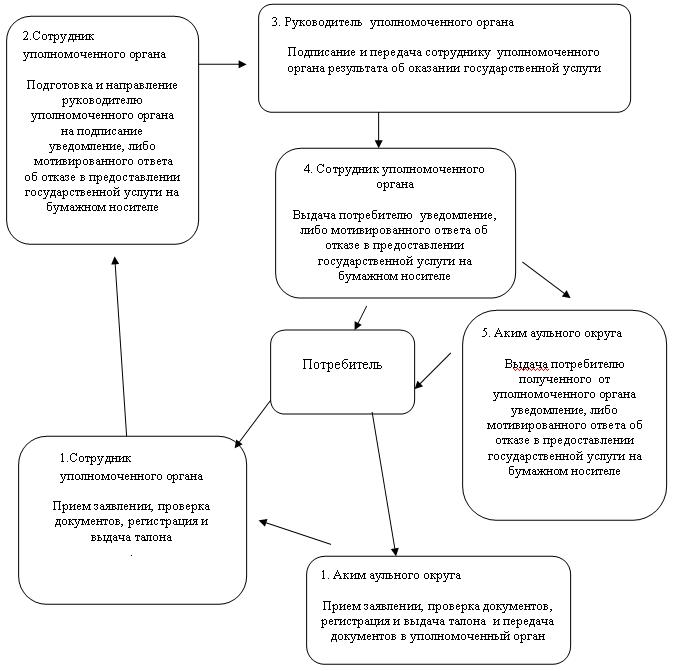 2.Сотрудник
уполномоченного органа
Подготовка и направление
руководителю
уполномоченного органа
на подписание
уведомление, либо
мотивированного ответа
об отказе в предоставлении
государственной услуги на
бумажном носителе
3. Руководитель уполномоченного органа
Подписание и передача сотруднику уполномоченного
органа результата об оказании государственной услуги
4. Сотрудник уполномоченного
органа
Выдача потребителю уведомление,
либо мотивированного ответа об
отказе в предоставлении
государственной услуги на
бумажном носителе
5. Аким аульного округа
Выдача потребителю
полученного от
уполномоченного органа
уведомление, либо
мотивированного ответа об
отказе в предоставлении
государственной услуги на
бумажном носителе
Потребитель
1.Сотрудник
уполномоченного органа
Прием заявлении, проверка
документов, регистрация и
выдача талона
.
1. Аким аульного округа
Прием заявлении, проверка документов,
регистрация и выдача талона и передача
документов в уполномоченный орган